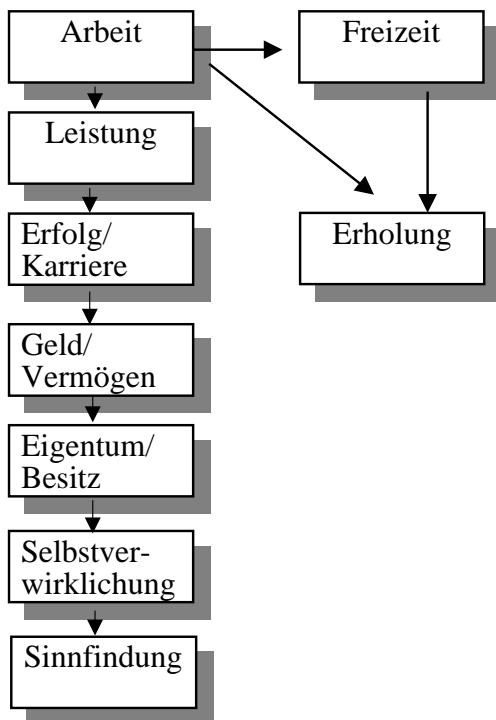 Arbeit
Freizeit
Leistung
Erfolg/
Karriere
Erholung
Geld/
Vermögen
Eigentum/
Besitz
Selbstver-
wirklichung
Sinnfindung